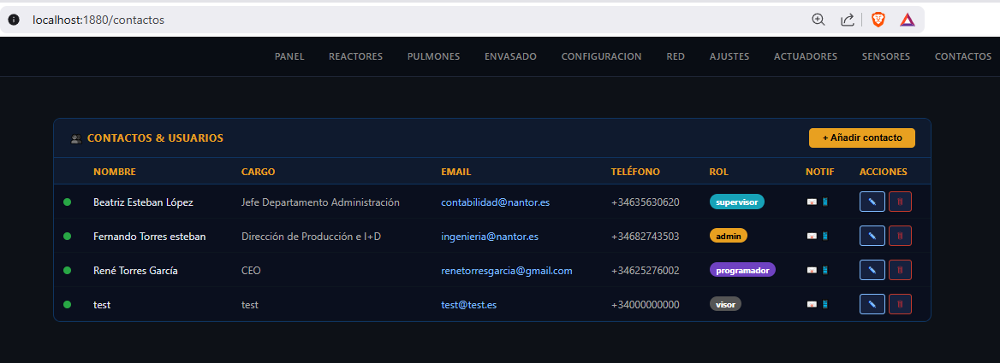 localhost:1880/contactos
PANEL REACTORES PULMONES ENVASADO CONFIGURACION RED AJUSTES ACTUADORES SENSORES CONTACTOS
CONTACTOS & USUARIOS + Añadir contacto
NOMBRE CARGO EMAIL TELÉFONO ROL NOTIF ACCIONES
Beatriz Esteban López Jefe Departamento Administración contabilidad@nantor.es +34635630620 supervisor
Fernando Torres esteban Dirección de Producción e I+D ingenieria@nantor.es +34682743503 admin
René Torres García CEO renetorresgarcia@gmail.com +34625276002 programador
test test test@test.es +34000000000 visor